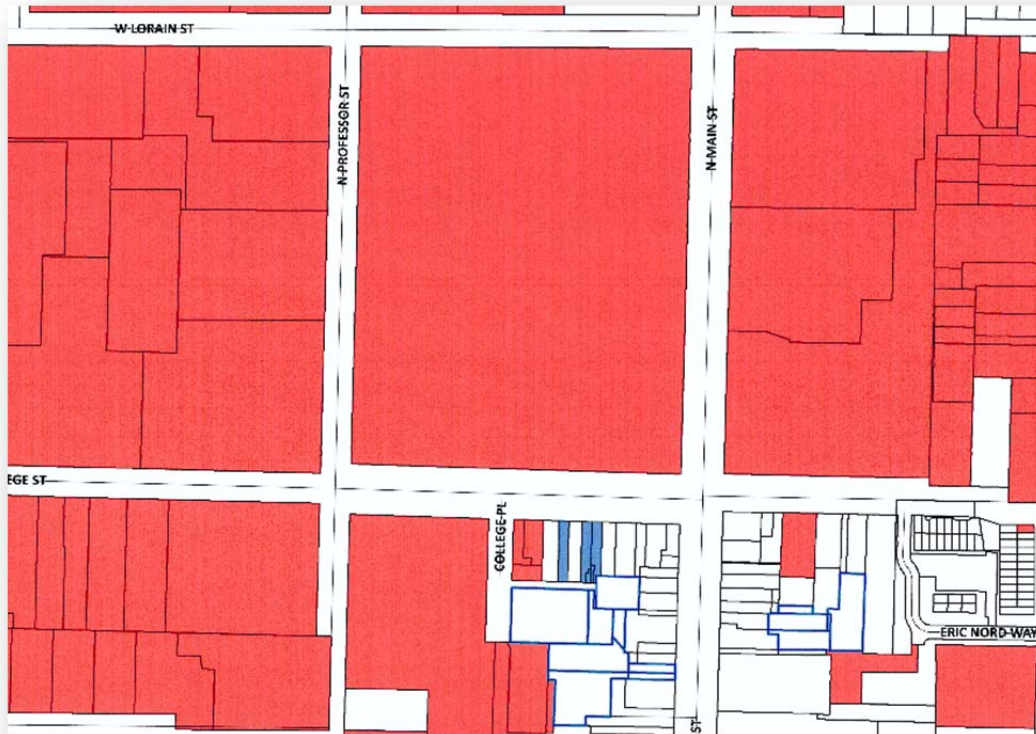 W LORAIN ST
N PROFESSOR ST
N MAIN ST
EGE ST
COLLEGE PL
ERIC NORD WAY
ST